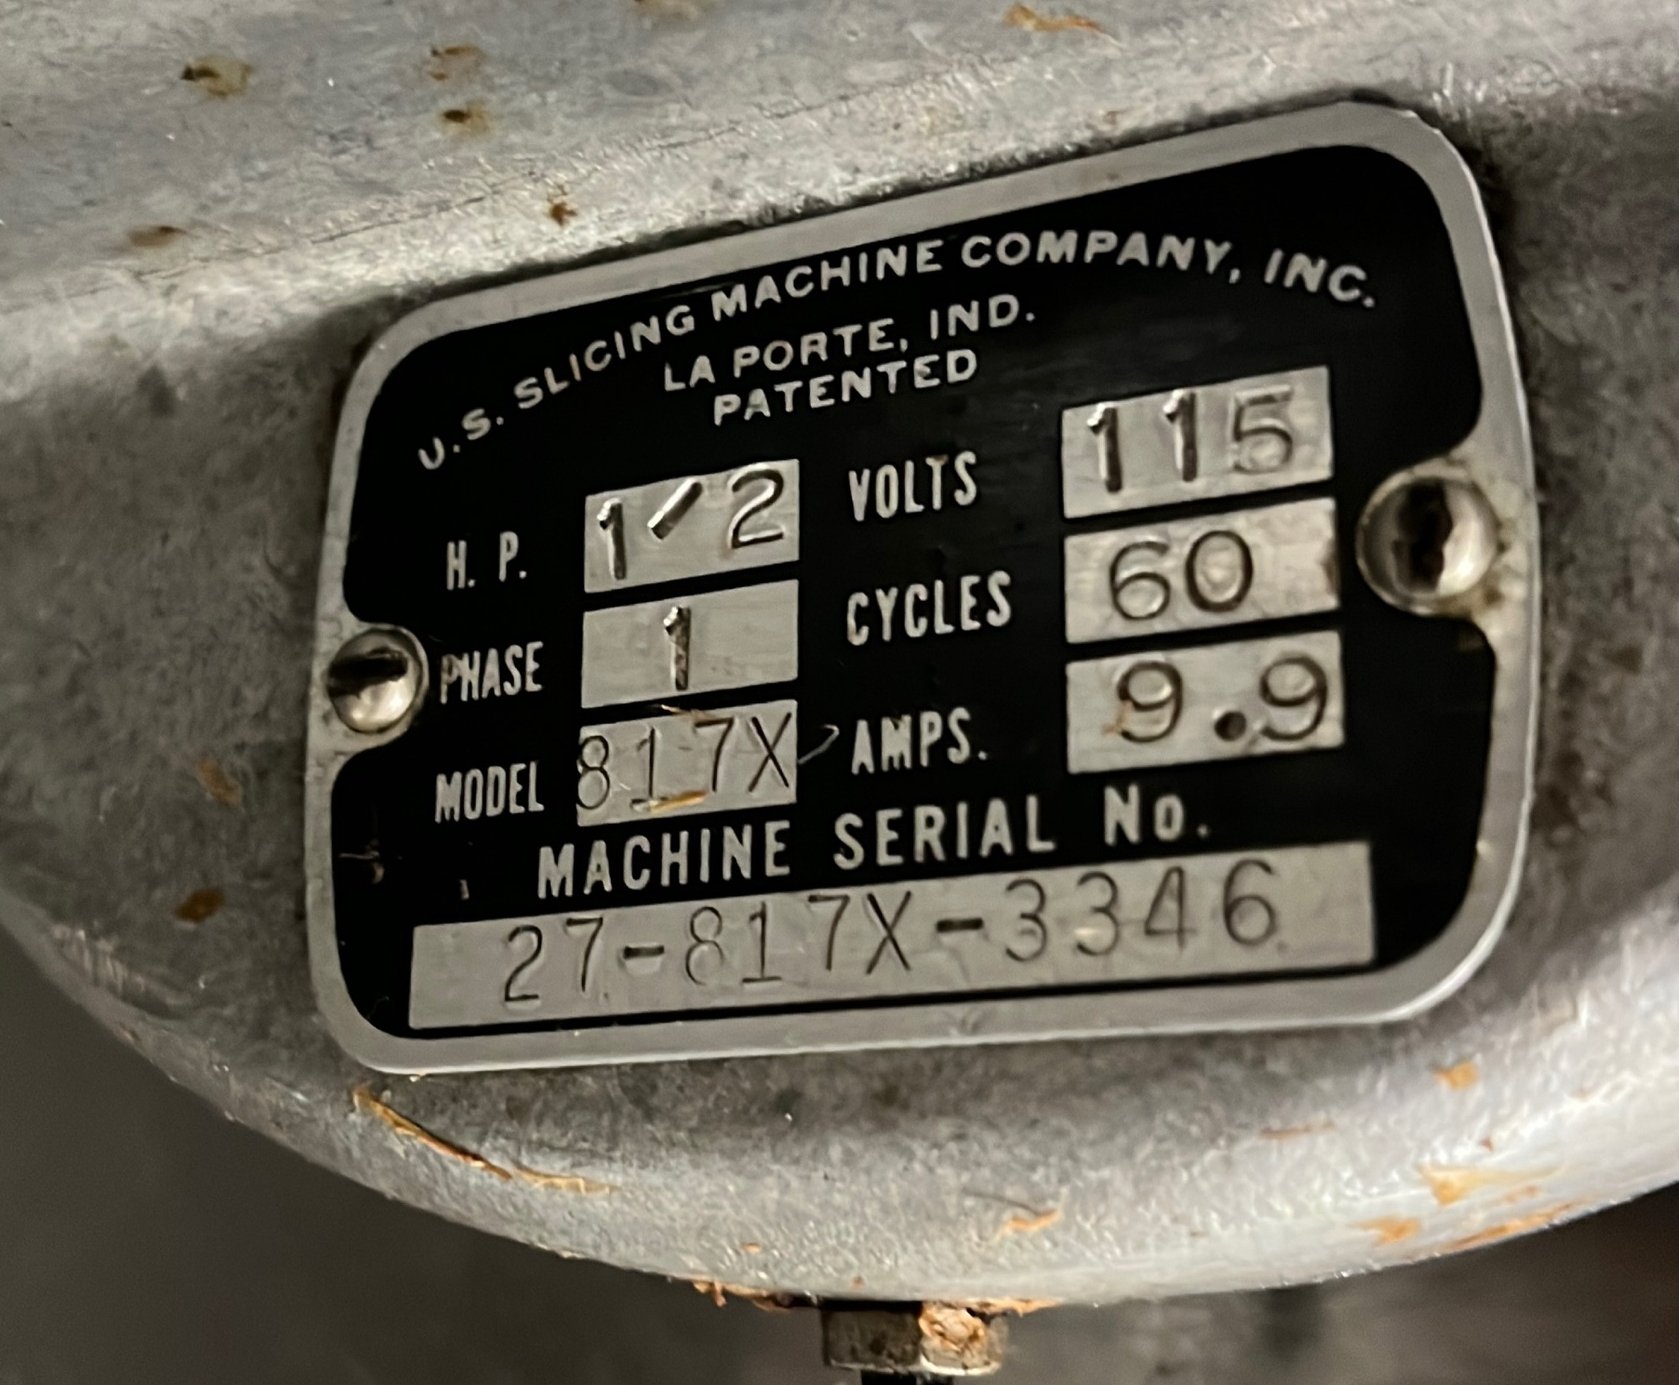 U.S. SLICING MACHINE COMPANY, INC.
LA PORTE, IND.
PATENTED
H. P. 1/2 VOLTS 115
PHASE 1 CYCLES 60
MODEL 817X AMPS. 9.9
MACHINE SERIAL No.
27-817X-3346